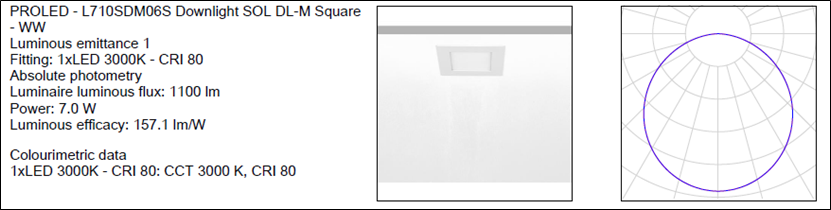 PROLED - L710SDM06S Downlight SOL DL-M Square
- WW
Luminous emittance 1
Fitting: 1xLED 3000K - CRI 80
Absolute photometry
Luminaire luminous flux: 1100 lm
Power: 7.0 W
Luminous efficacy: 157.1 lm/W
Colourimetric data
1xLED 3000K - CRI 80: CCT 3000 K, CRI 80